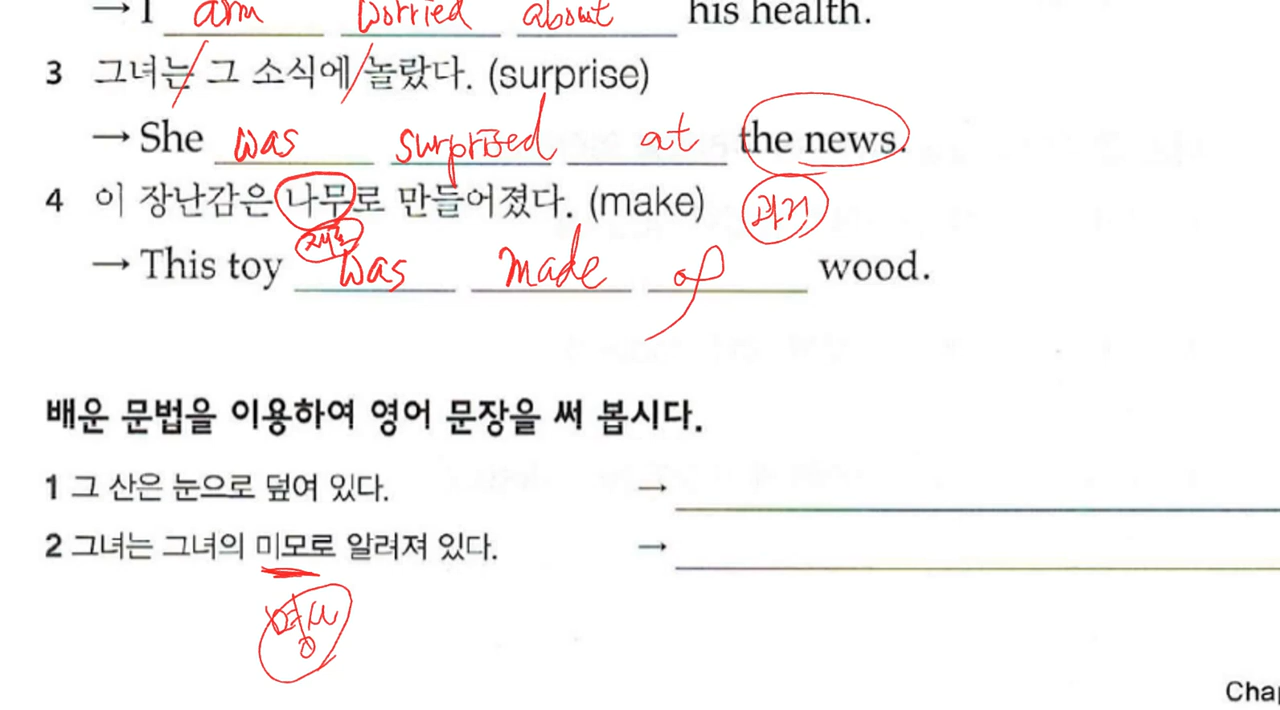 → I am worried about his health.
3 그녀는 그 소식에 놀랐다. (surprise)
→ She was surprised at the news.
4 이 장난감은 나무로 만들어졌다. (make) 과거
재료
→ This toy was made of wood.
배운 문법을 이용하여 영어 문장을 써 봅시다.
1 그 산은 눈으로 덮여 있다. →
2 그녀는 그녀의 미모로 알려져 있다. →
명사
Chap